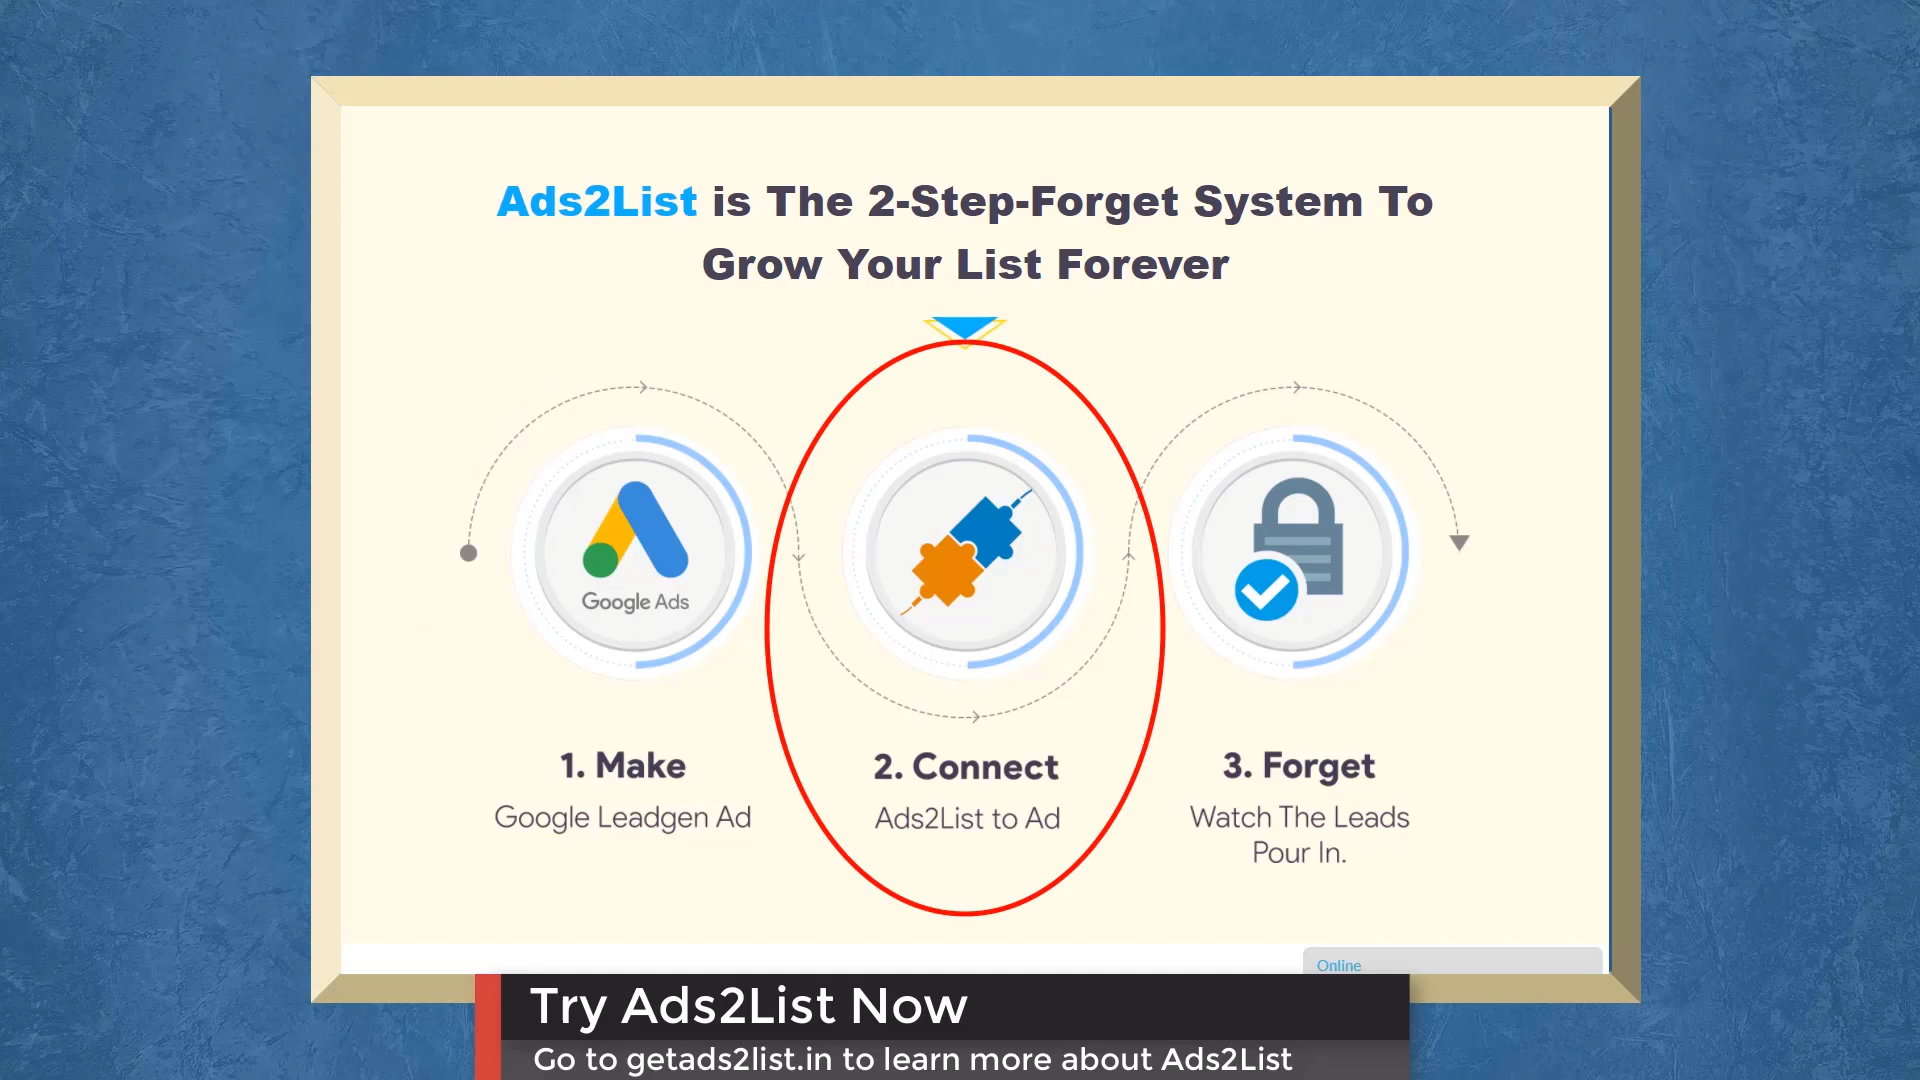 Ads2List is The 2-Step-Forget System To
Grow Your List Forever
Google Ads
1. Make
Google Leadgen Ad
2. Connect
Ads2List to Ad
3. Forget
Watch The Leads
Pour In.
Online
Try Ads2List Now
Go to getads2list.in to learn more about Ads2List